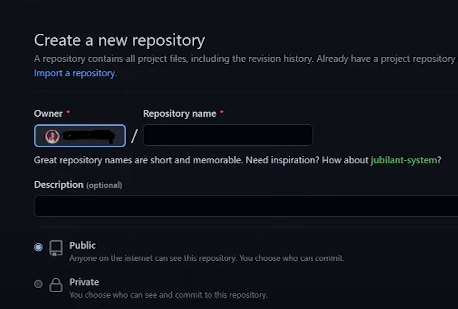 Create a new repository
A repository contains all project files, including the revision history. Already have a project repository
Import a repository.
Owner * Repository name *
/
Great repository names are short and memorable. Need inspiration? How about jubilant-system?
Description (optional)
Public
Anyone on the internet can see this repository. You choose who can commit.
Private
You choose who can see and commit to this repository.